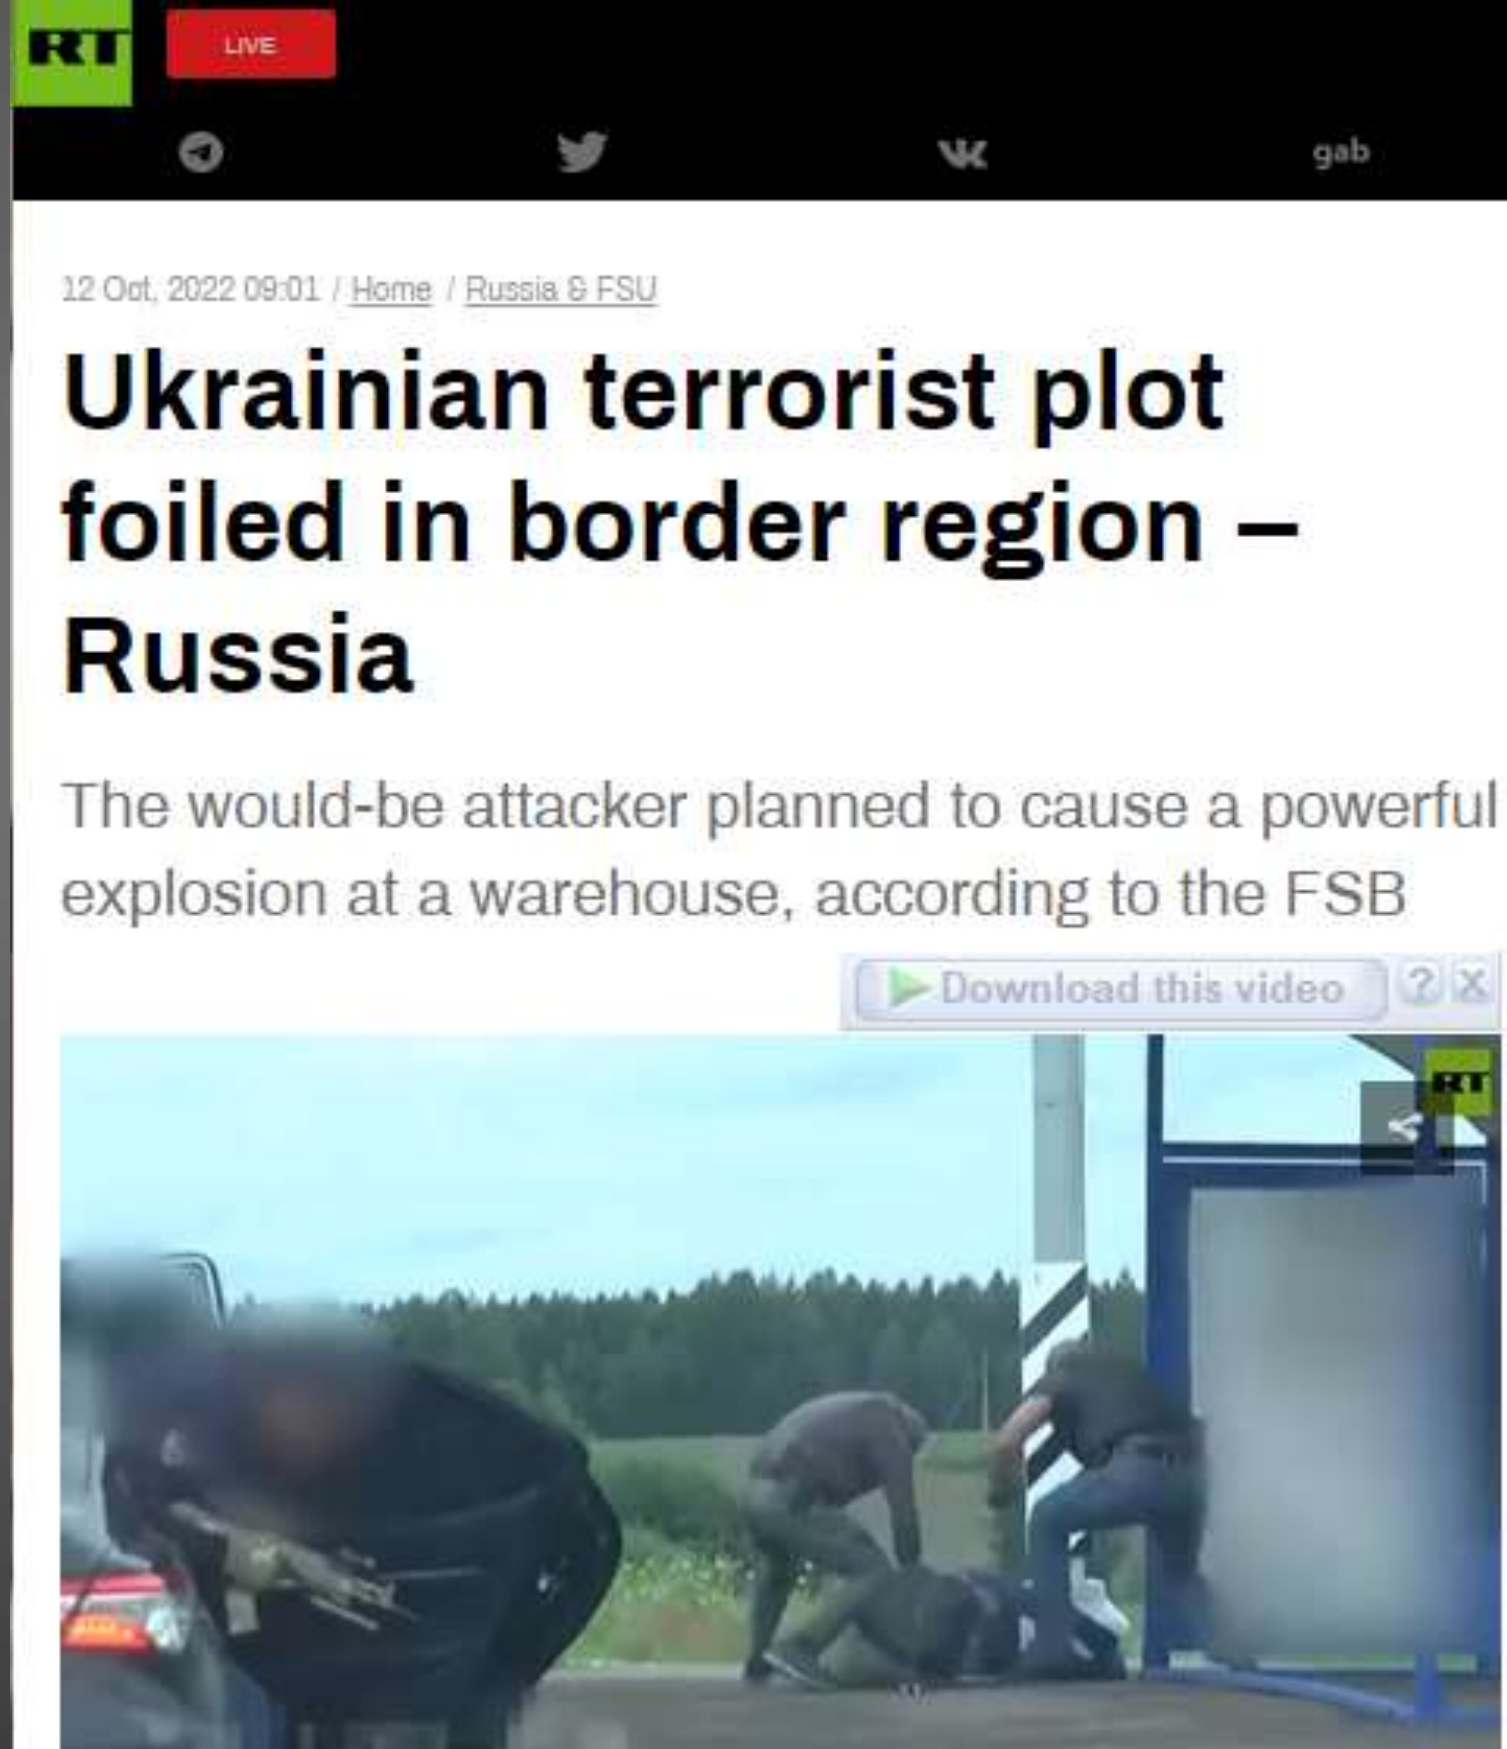 RT
LIVE
gab
12 Oct, 2022 09:01 / Home / Russia & FSU
Ukrainian terrorist plot
foiled in border region –
Russia
The would-be attacker planned to cause a powerful
explosion at a warehouse, according to the FSB
Download this video ? X
RT